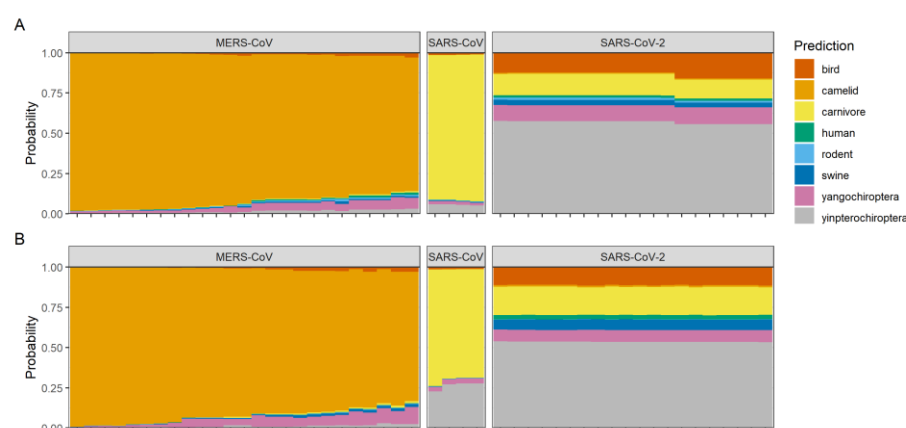 A
MERS-CoV
SARS-CoV
SARS-CoV-2
Probability
1.00
0.75
0.50
0.25
0.00
Prediction
bird
camelid
carnivore
human
rodent
swine
yangochiroptera
yinpterochiroptera
B
MERS-CoV
SARS-CoV
SARS-CoV-2
Probability
1.00
0.75
0.50
0.25
0.00